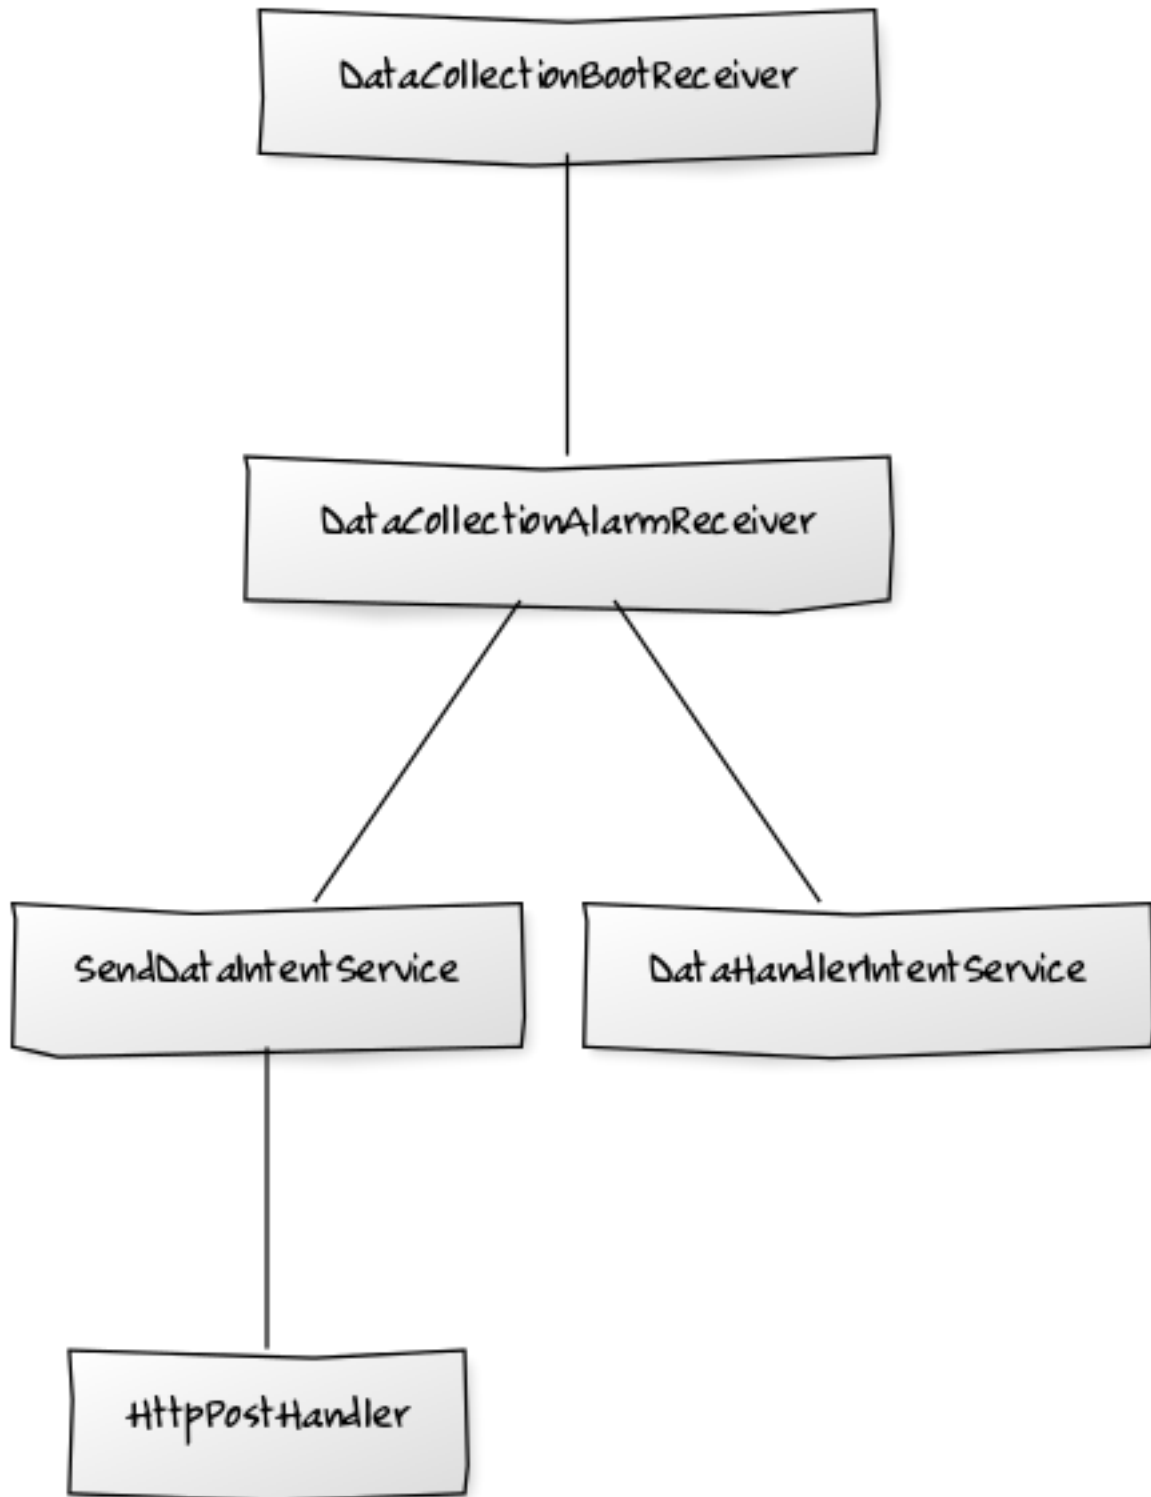 DataCollectionBootReceiver
DataCollectionAlarmReceiver
SendDataIntentService
DataHandlerIntentService
HttpPostHandler